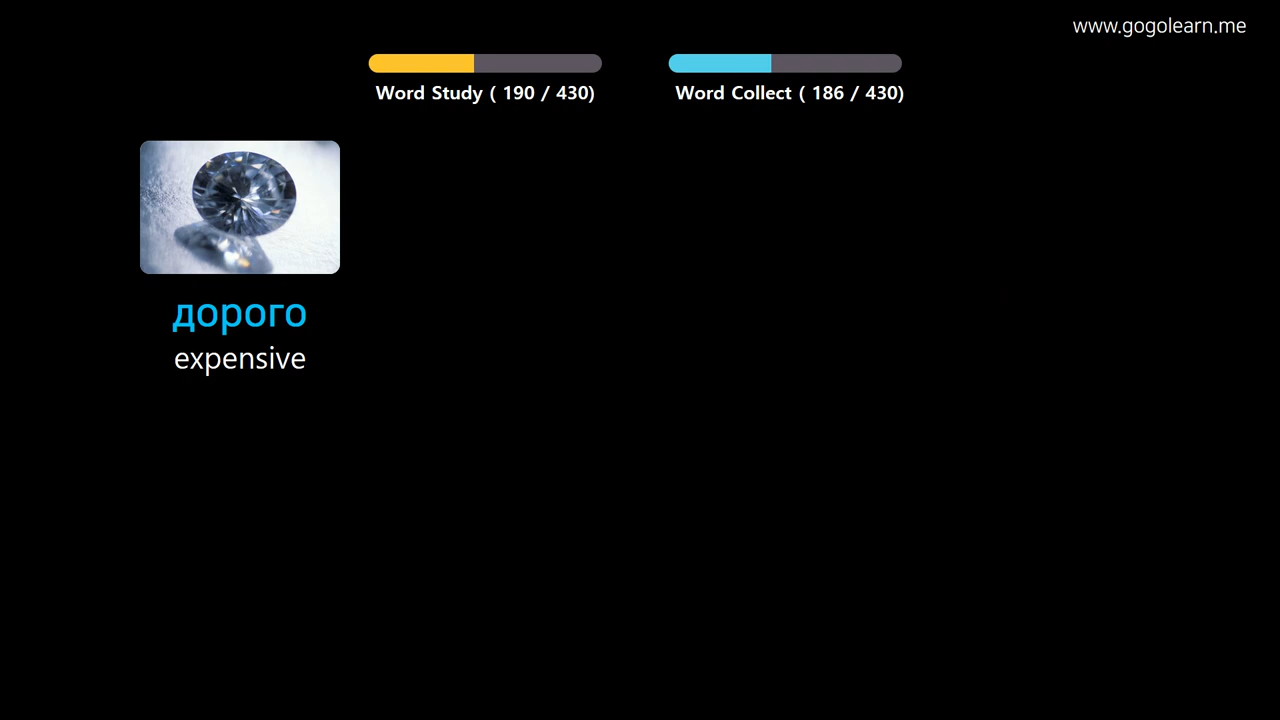 www.gogolearn.me
Word Study ( 190 / 430)
Word Collect ( 186 / 430)
дорого
expensive